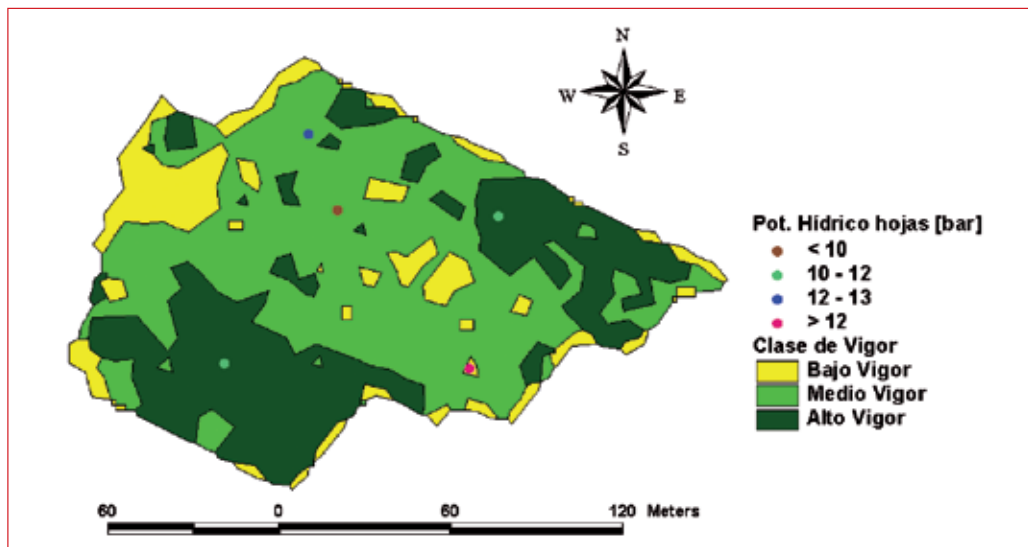 N
W E
S
Pot. Hídrico hojas [bar]
< 10
10 - 12
12 - 13
> 12
Clase de Vigor
Bajo Vigor
Medio Vigor
Alto Vigor
60 0 60 120 Meters